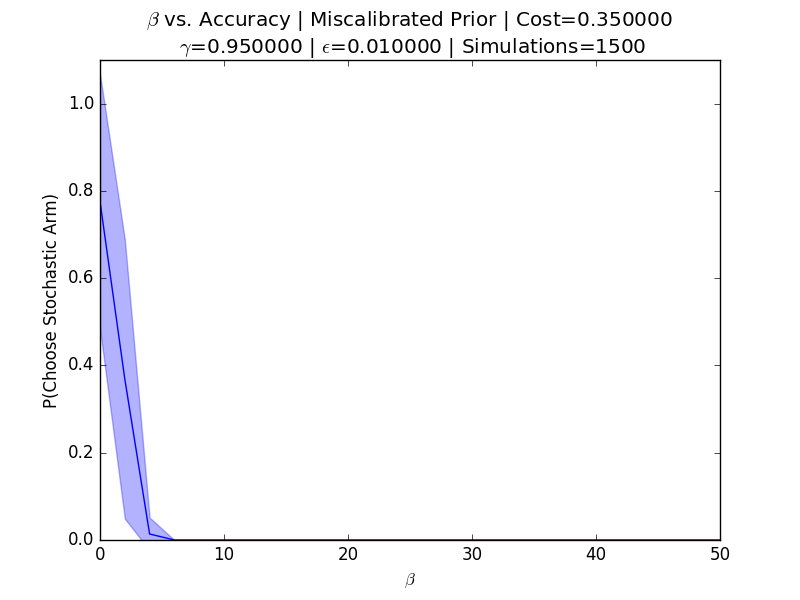 β vs. Accuracy | Miscalibrated Prior | Cost=0.350000
γ=0.950000 | ϵ=0.010000 | Simulations=1500
P(Choose Stochastic Arm)
1.0
0.8
0.6
0.4
0.2
0.0
0 10 20 30 40 50
β